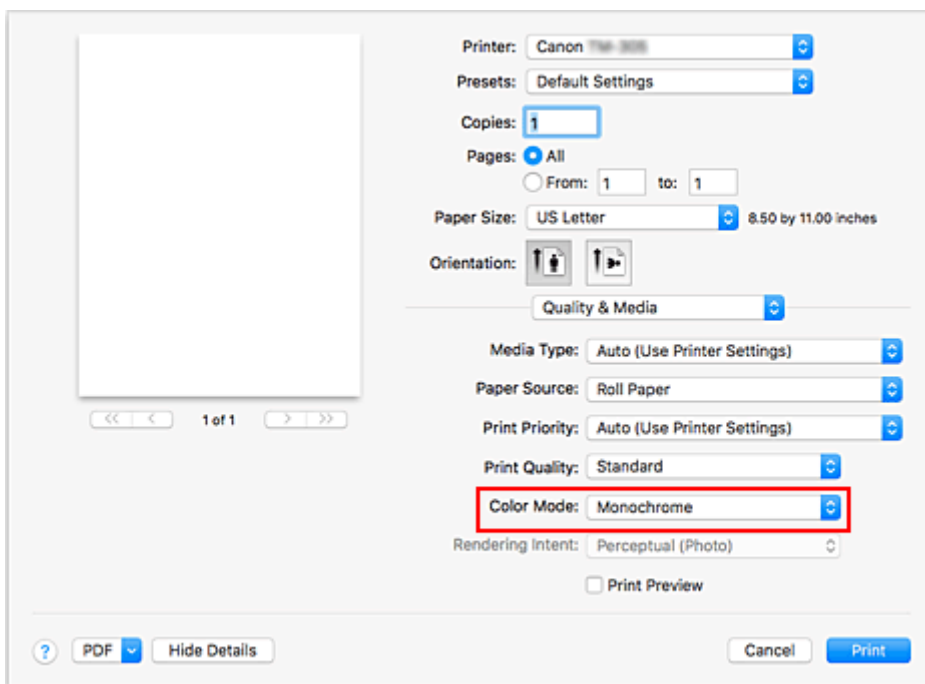 Printer: Canon
Presets: Default Settings
Copies: 1
Pages: All
From: 1 to: 1
Paper Size: US Letter 8.50 by 11.00 inches
Orientation:
Quality & Media
Media Type: Auto (Use Printer Settings)
Paper Source: Roll Paper
<< < 1 of 1 > >>
Print Priority: Auto (Use Printer Settings)
Print Quality: Standard
Color Mode: Monochrome
Rendering Intent: Perceptual (Photo)
Print Preview
? PDF Hide Details Cancel Print